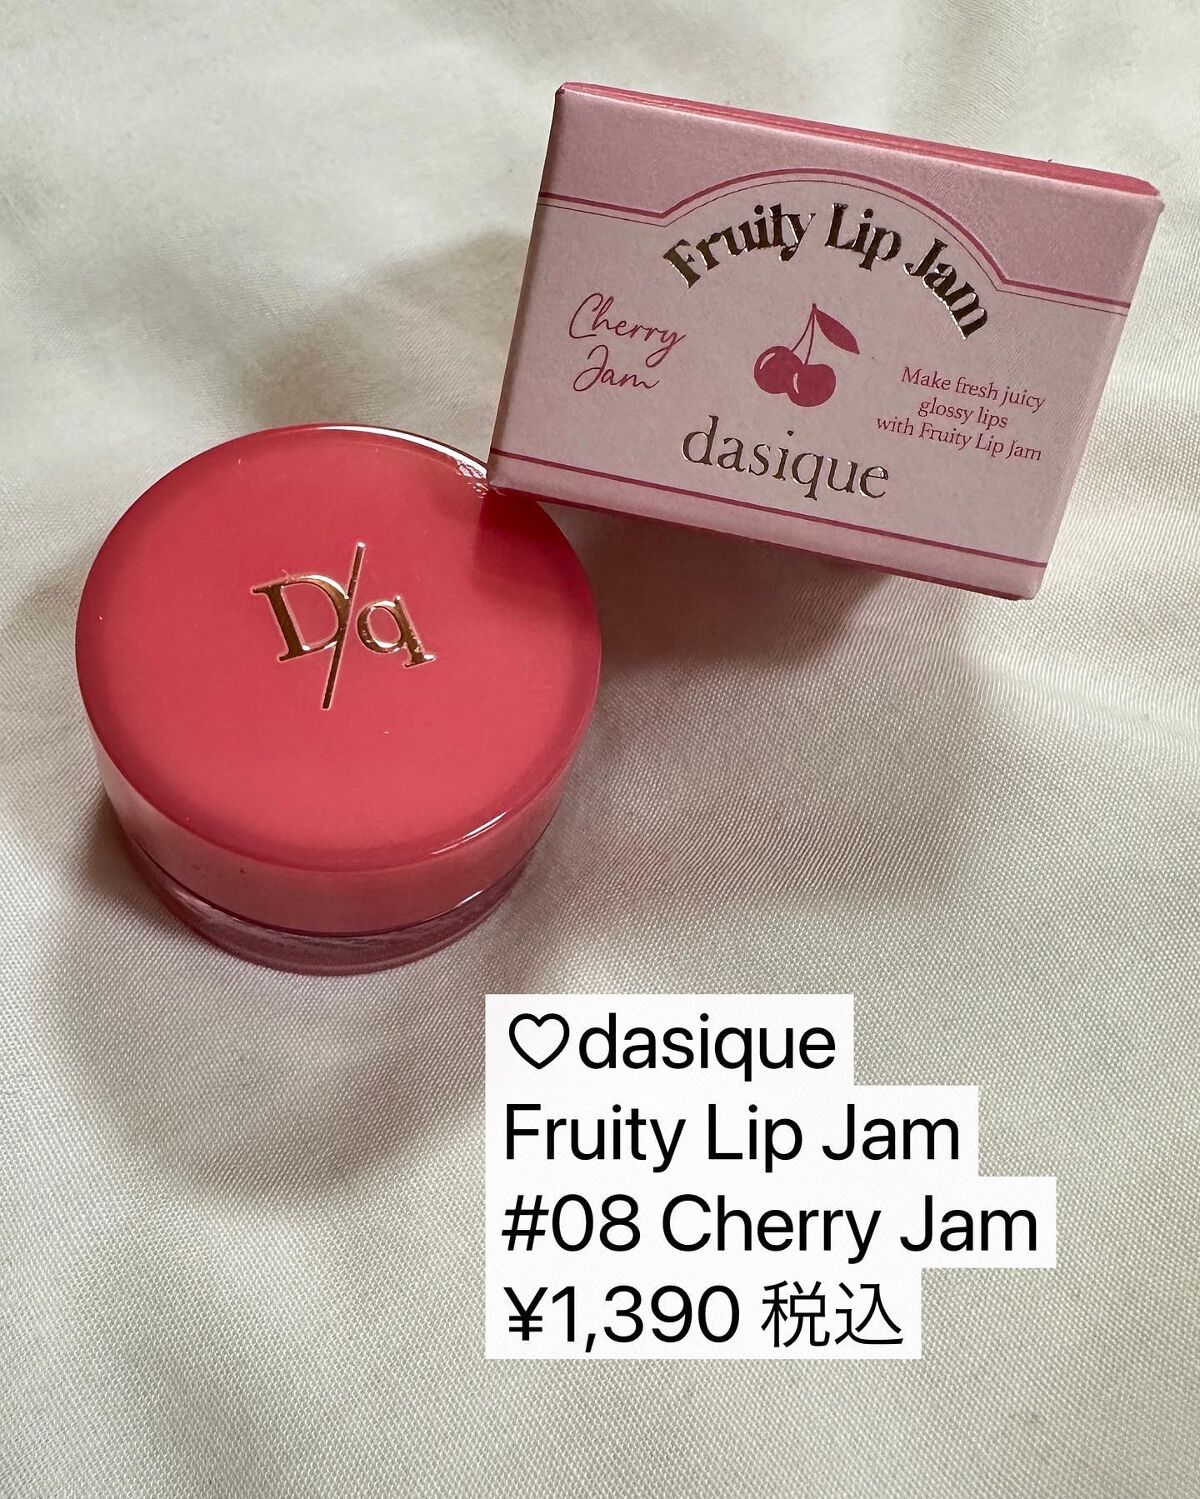 Fruity Lip Jam
Cherry
Jam
Make fresh juicy
glossy lips
with Fruity Lip Jam
dasique
D/q
♡dasique
Fruity Lip Jam
#08 Cherry Jam
¥1,390 税込